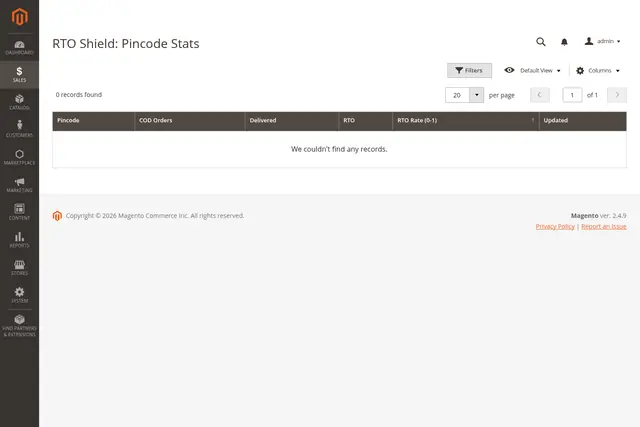 RTO Shield: Pincode Stats
admin
DASHBOARD
SALES
CATALOG
CUSTOMERS
MARKETPLACE
MARKETING
CONTENT
REPORTS
STORES
SYSTEM
FIND PARTNERS
& EXTENSIONS
Filters
Default View
Columns
0 records found
20
per page
1
of 1
Pincode
COD Orders
Delivered
RTO
RTO Rate (0-1)
Updated
We couldn't find any records.
Copyright © 2026 Magento Commerce Inc. All rights reserved.
Magento ver. 2.4.9
Privacy Policy | Report an Issue